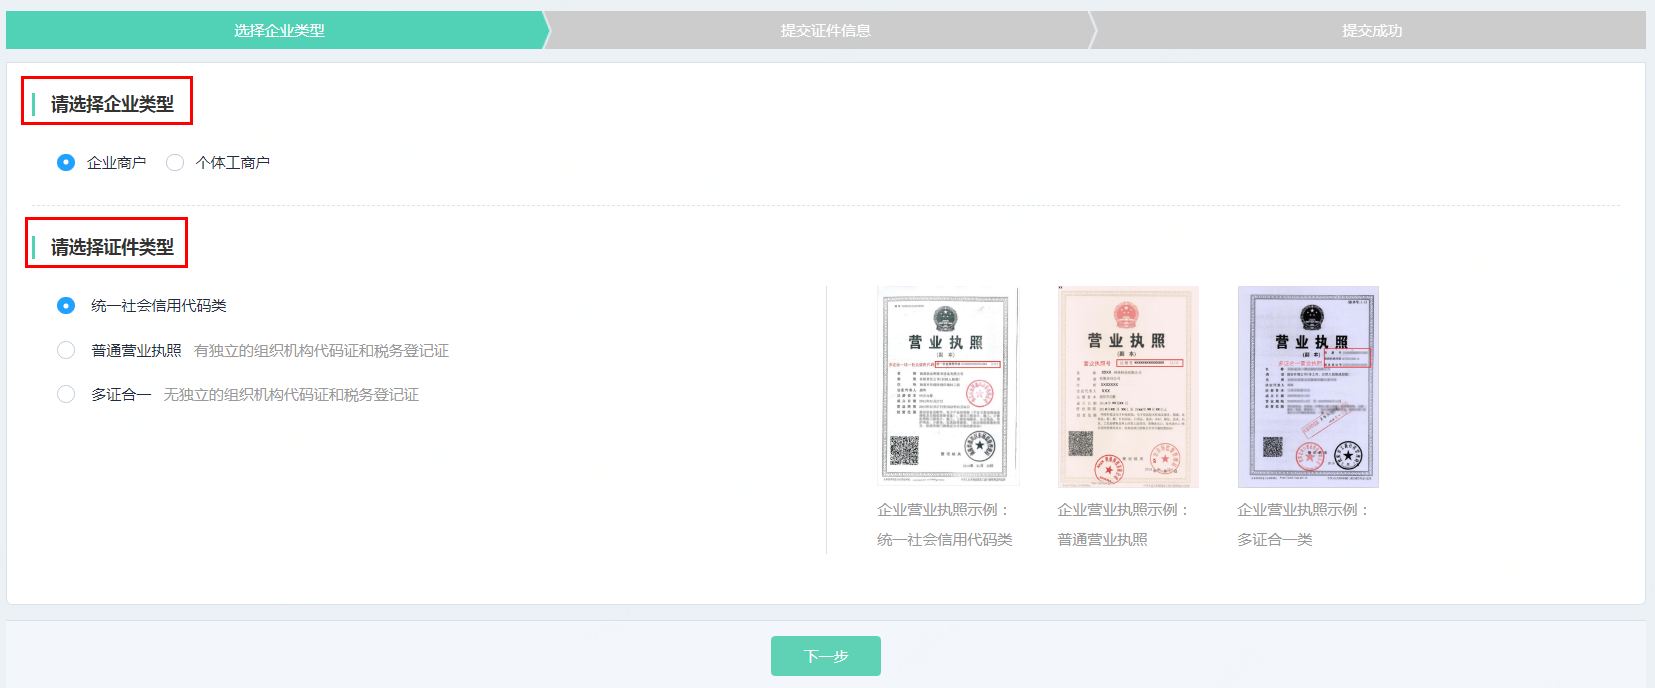 选择企业类型
提交证件信息
提交成功
请选择企业类型
企业商户 个体工商户
请选择证件类型
统一社会信用代码类
普通营业执照 有独立的组织机构代码证和税务登记证
多证合一 无独立的组织机构代码证和税务登记证
营业执照
(副 本)
营业执照
(副 本)
营业执照号
营业执照
(副 本)
企业营业执照示例：
统一社会信用代码类
企业营业执照示例：
普通营业执照
企业营业执照示例：
多证合一类
下一步